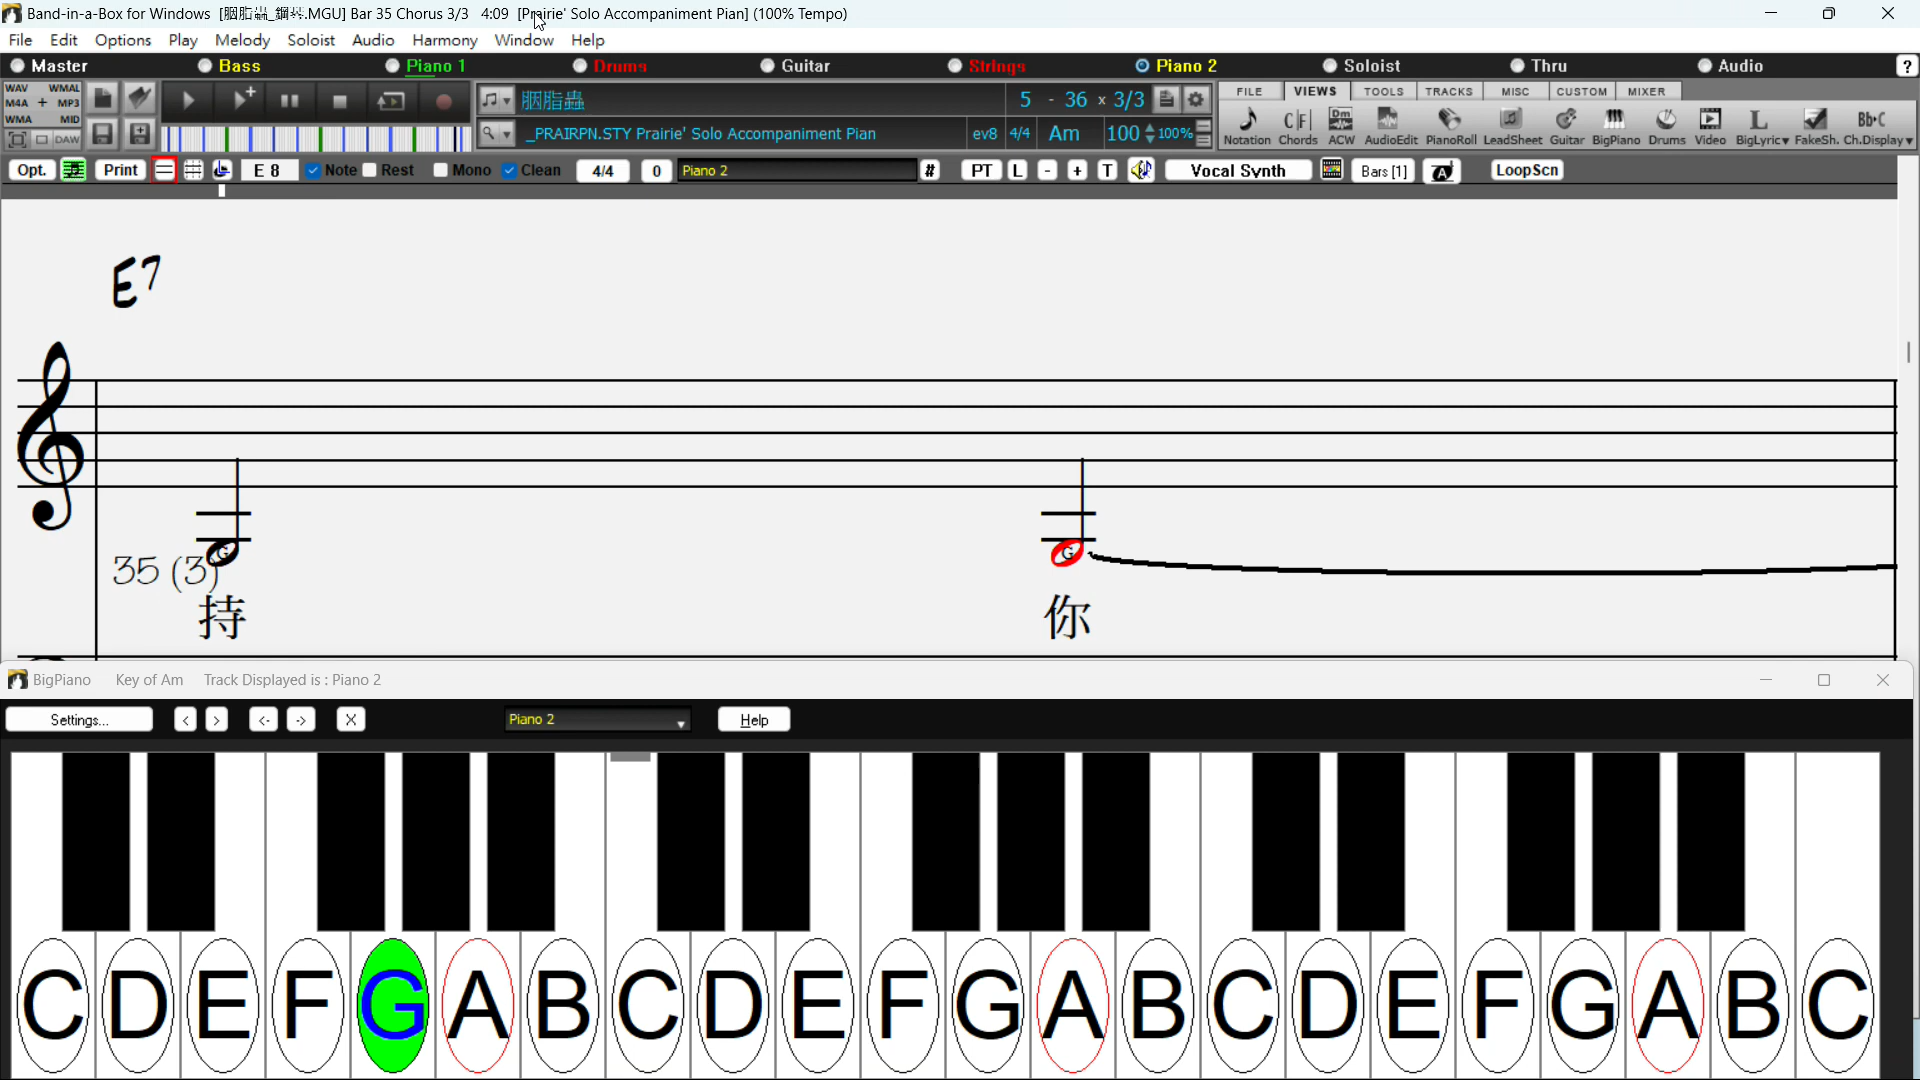 Band-in-a-Box for Windows [胭脂蟲_鋼琴.MGU] Bar 35 Chorus 3/3 4:09 [Prairie' Solo Accompaniment Pian] (100% Tempo)
File Edit Options Play Melody Soloist Audio Harmony Window Help
Master Bass Piano 1 Drums Guitar Strings Piano 2 Soloist Thru Audio ?
WAV WMAL
M4A + MP3
WMA MID
DAW
胭脂蟲 5 - 36 x 3/3
_PRAIRPN.STY Prairie' Solo Accompaniment Pian ev8 4/4 Am 100 100%
FILE VIEWS TOOLS TRACKS MISC CUSTOM MIXER
Notation Chords ACW AudioEdit PianoRoll LeadSheet Guitar BigPiano Drums Video BigLyric FakeSh. Ch.Display
Opt. Print E 8 Note Rest Mono Clean 4/4 0 Piano 2 # PT L - + T Vocal Synth Bars [1] A LoopScn
E7
G G
35 (3)
持 你
BigPiano Key of Am Track Displayed is : Piano 2
Settings... < > <- -> X Piano 2 Help
C D E F G A B C D E F G A B C D E F G A B C